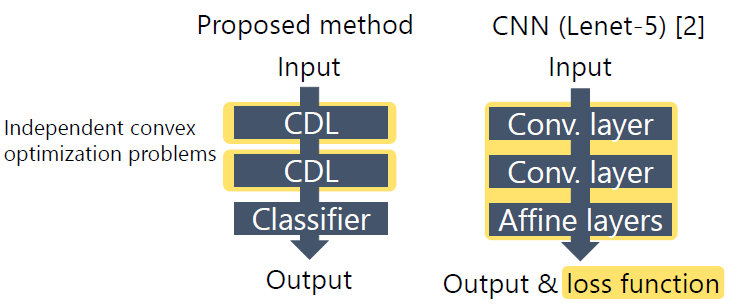 Proposed method
Input
Independent convex
optimization problems
CDL
CDL
Classifier
Output
CNN (Lenet-5) [2]
Input
Conv. layer
Conv. layer
Affine layers
Output & loss function